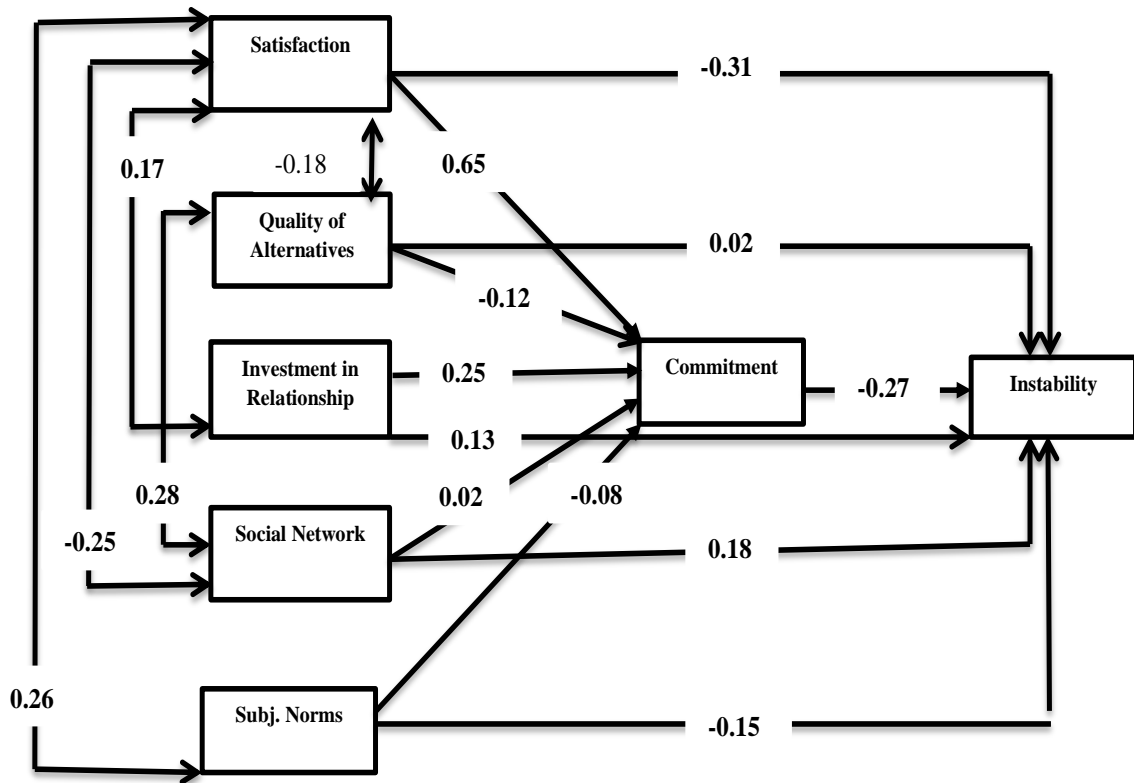 Satisfaction
-0.31
0.17
-0.18
0.65
Quality of
Alternatives
0.02
-0.12
Investment in
Relationship
0.25
Commitment
-0.27
Instability
0.13
0.28
0.02
-0.08
-0.25
Social Network
0.18
0.26
Subj. Norms
-0.15